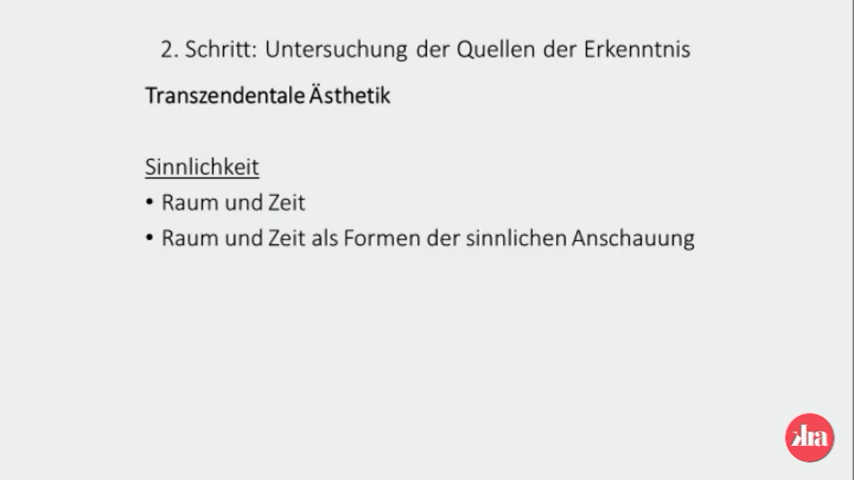 2. Schritt: Untersuchung der Quellen der Erkenntnis
Transzendentale Ästhetik
Sinnlichkeit
• Raum und Zeit
• Raum und Zeit als Formen der sinnlichen Anschauung